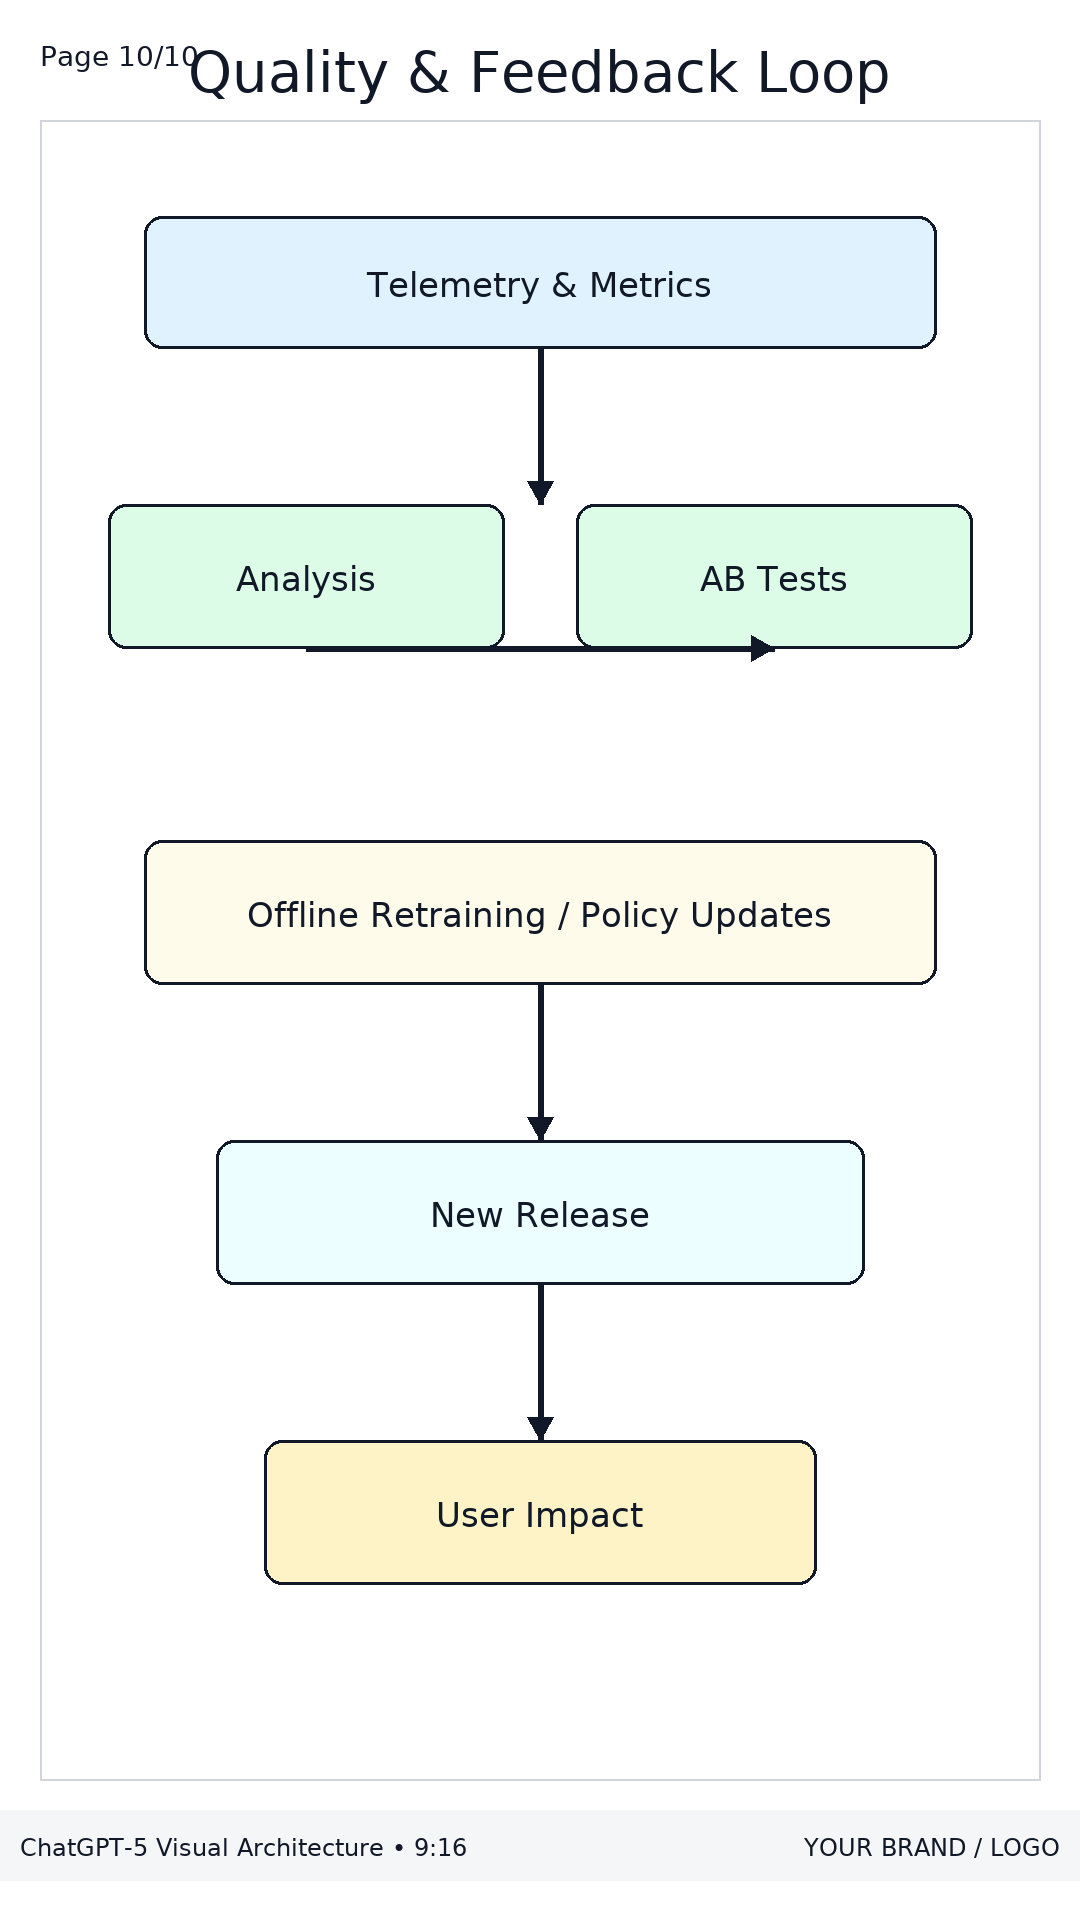 Page 10/10
Quality & Feedback Loop
Telemetry & Metrics
Analysis
AB Tests
Offline Retraining / Policy Updates
New Release
User Impact
ChatGPT-5 Visual Architecture • 9:16
YOUR BRAND / LOGO